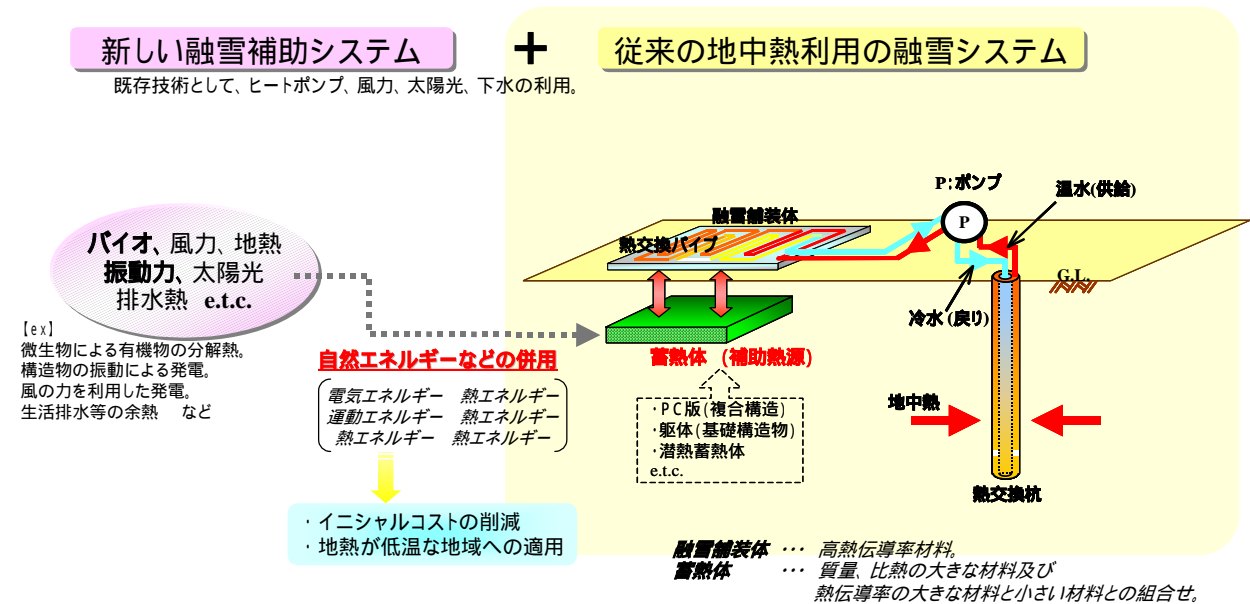 新しい融雪補助システム
+
従来の地中熱利用の融雪システム
既存技術として、ヒートポンプ、風力、太陽光、下水の利用。
バイオ、風力、地熱
振動力、太陽光
排水熱 e.t.c.
【ex】
微生物による有機物の分解熱。
構造物の振動による発電。
風の力を利用した発電。
生活排水等の余熱 など
自然エネルギーなどの併用
電気エネルギー 熱エネルギー
運動エネルギー 熱エネルギー
熱エネルギー 熱エネルギー
・イニシャルコストの削減
・地熱が低温な地域への適用
P:ポンプ
P
温水(供給)
融雪舗装体
熱交換パイプ
G.L.
冷水(戻り)
蓄熱体 (補助熱源)
・PC版(複合構造)
・躯体(基礎構造物)
・潜熱蓄熱体
e.t.c.
地中熱
熱交換杭
融雪舗装体 ・・・ 高熱伝導率材料。
蓄熱体 ・・・ 質量、比熱の大きな材料及び
熱伝導率の大きな材料と小さい材料との組合せ。